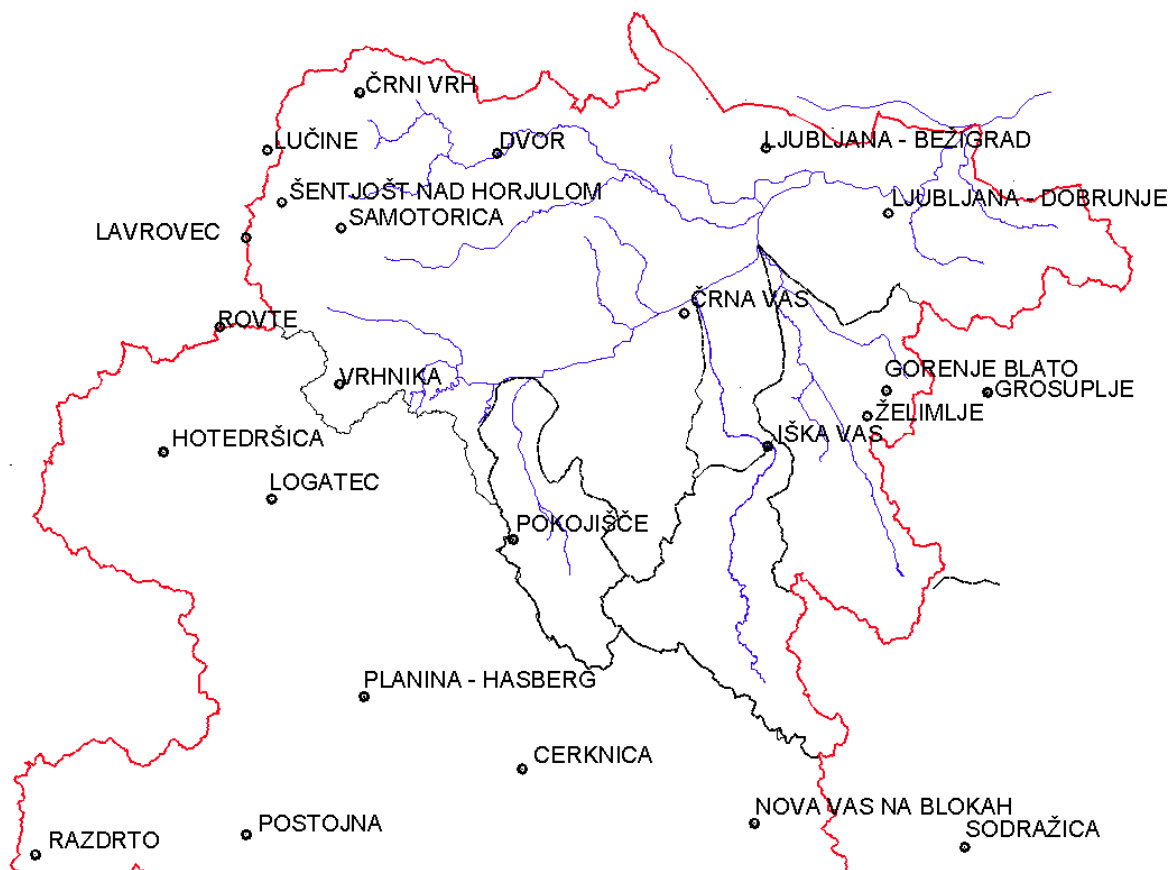 ČRNI VRH
LUČINE
DVOR
LJUBLJANA - BEŽIGRAD
ŠENTJOŠT NAD HORJULOM
SAMOTORICA
LJUBLJANA - DOBRUNJE
LAVROVEC
ČRNA VAS
ROVTE
VRHNIKA
GORENJE BLATO
GROSUPLJE
ŽELIMLJE
IŠKA VAS
HOTEDRŠICA
LOGATEC
POKOJIŠČE
PLANINA - HASBERG
CERKNICA
NOVA VAS NA BLOKAH
POSTOJNA
SODRAŽICA
RAZDRTO